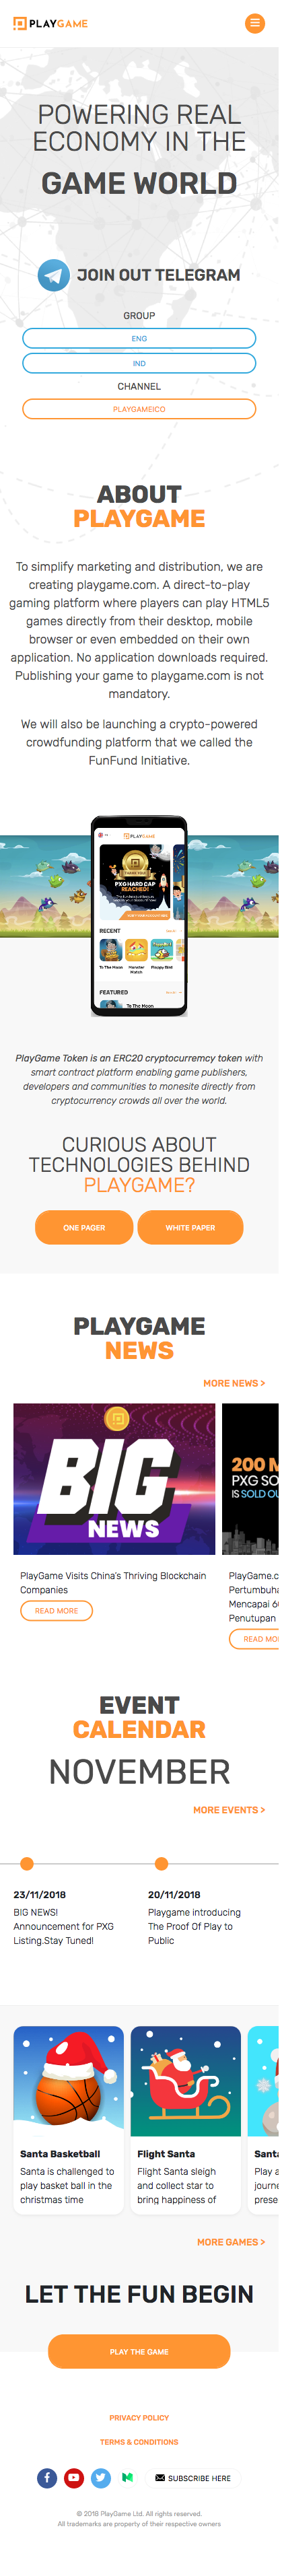 PLAYGAME
POWERING REAL
ECONOMY IN THE
GAME WORLD
JOIN OUT TELEGRAM
GROUP
ENG
IND
CHANNEL
PLAYGAMEICO
ABOUT
PLAYGAME
To simplify marketing and distribution, we are
creating playgame.com. A direct-to-play
gaming platform where players can play HTML5
games directly from their desktop, mobile
browser or even embedded on their own
application. No application downloads required.
Publishing your game to playgame.com is not
mandatory.
We will also be launching a crypto-powered
crowdfunding platform that we called the
FunFund Initiative.
PLAYGAME
PXG HARD CAP
REACHED!
RECENT
To The Moon
Monster
Match
Flappy Bird
FEATURED
To The Moon
PlayGame Token is an ERC20 cryptocurremcy token with
smart contract platform enabling game publishers,
developers and communities to monesite directly from
cryptocurrency crowds all over the world.
CURIOUS ABOUT
TECHNOLOGIES BEHIND
PLAYGAME?
ONE PAGER
WHITE PAPER
PLAYGAME
NEWS
MORE NEWS >
BIG
NEWS
200 M
PXG SO
IS SOLD OU
PlayGame Visits China's Thriving Blockchain
Companies
READ MORE
PlayGame.c
Pertumbuh
Mencapai 6
Penutupan
READ MO
EVENT
CALENDAR
NOVEMBER
MORE EVENTS >
23/11/2018
BIG NEWS!
Announcement for PXG
Listing.Stay Tuned!
20/11/2018
Playgame introducing
The Proof Of Play to
Public
Santa Basketball
Santa is challenged to
play basket ball in the
christmas time
Flight Santa
Flight Santa sleigh
and collect star to
bring happiness of
Santa
Play a
journe
prese
MORE GAMES >
LET THE FUN BEGIN
PLAY THE GAME
PRIVACY POLICY
TERMS & CONDITIONS
SUBSCRIBE HERE
© 2018 PlayGame Ltd. All rights reserved.
All trademarks are property of their respective owners